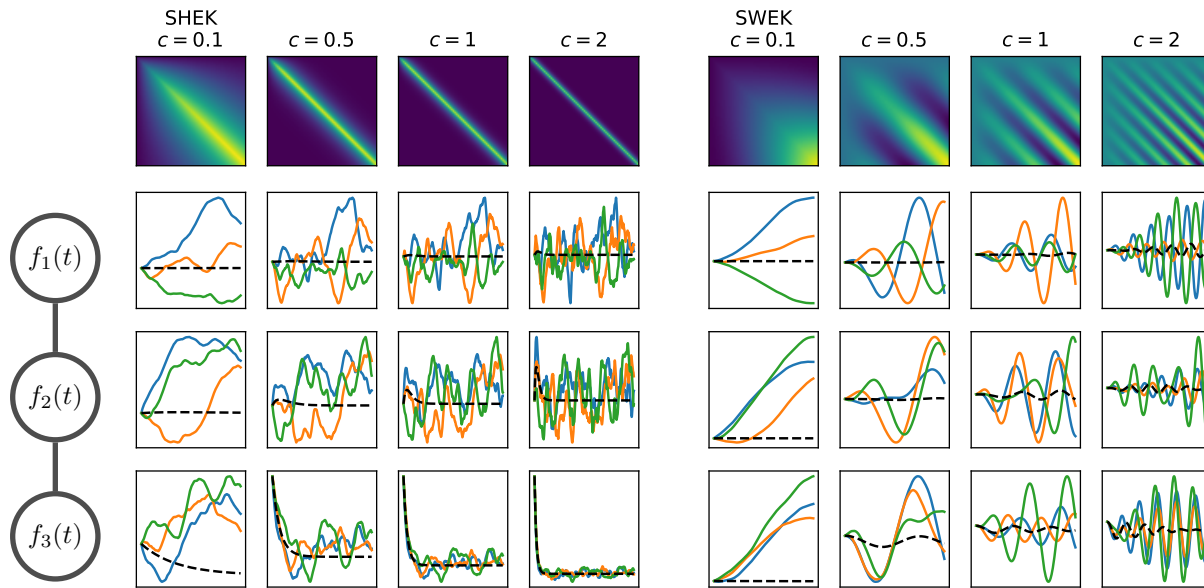 SHEK
c = 0.1 c = 0.5 c = 1 c = 2
SWEK
c = 0.1 c = 0.5 c = 1 c = 2
f₁(t)
f₂(t)
f₃(t)